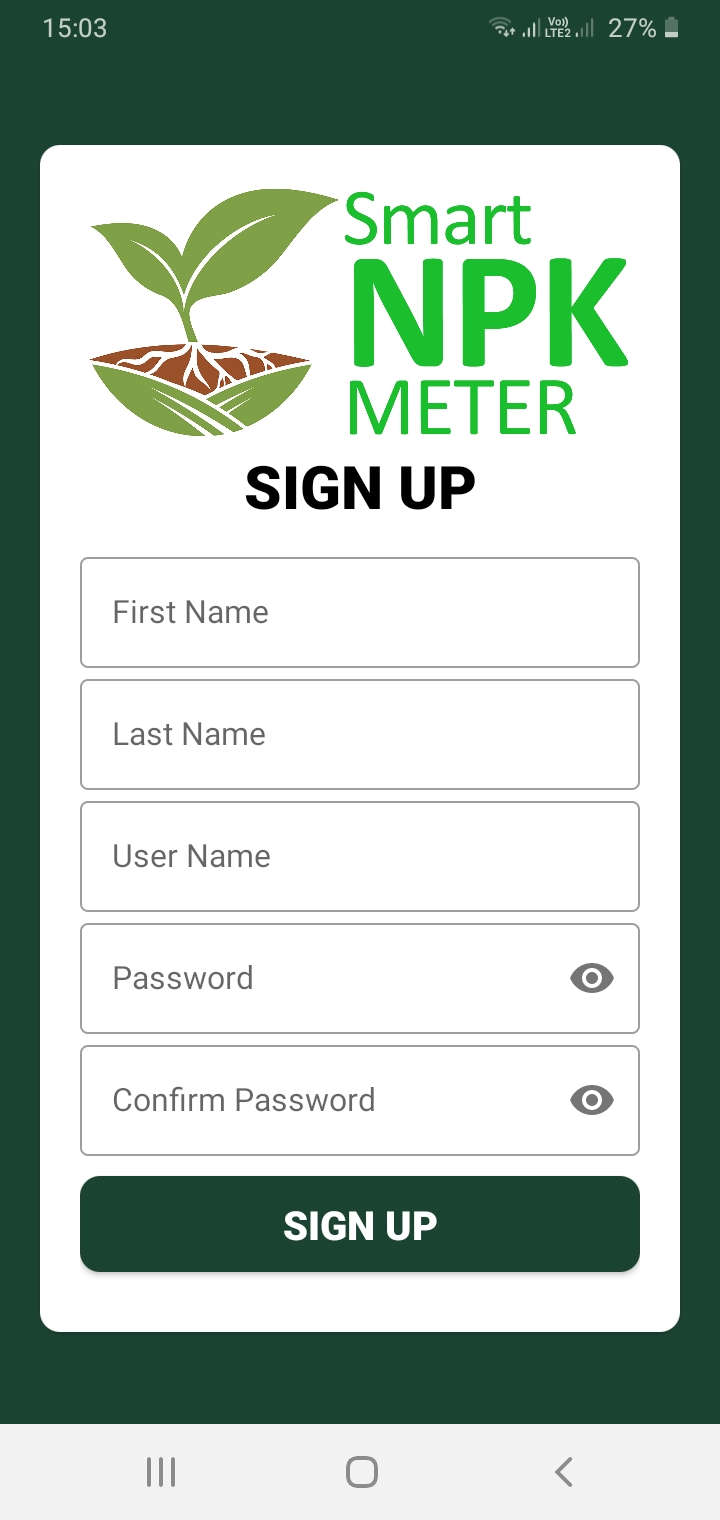 15:03
Vo)) LTE2 27%
Smart
NPK
METER
SIGN UP
First Name
Last Name
User Name
Password
Confirm Password
SIGN UP